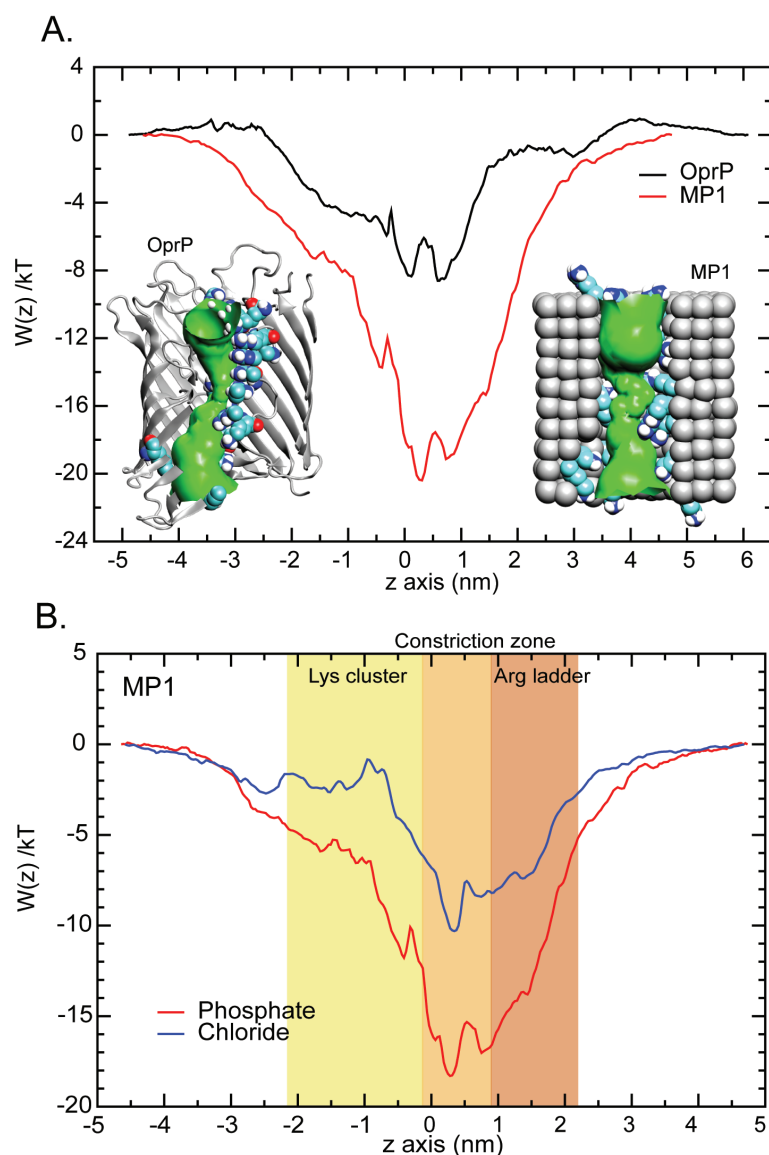 A.
4
0
-4
-8
-12
-16
-20
-24
W(z) /kT
OprP
MP1
OprP
MP1
-5 -4 -3 -2 -1 0 1 2 3 4 5 6
z axis (nm)
B.
Constriction zone
5
0
-5
-10
-15
-20
W(z) /kT
MP1
Lys cluster
Arg ladder
Phosphate
Chloride
-5 -4 -3 -2 -1 0 1 2 3 4 5
z axis (nm)